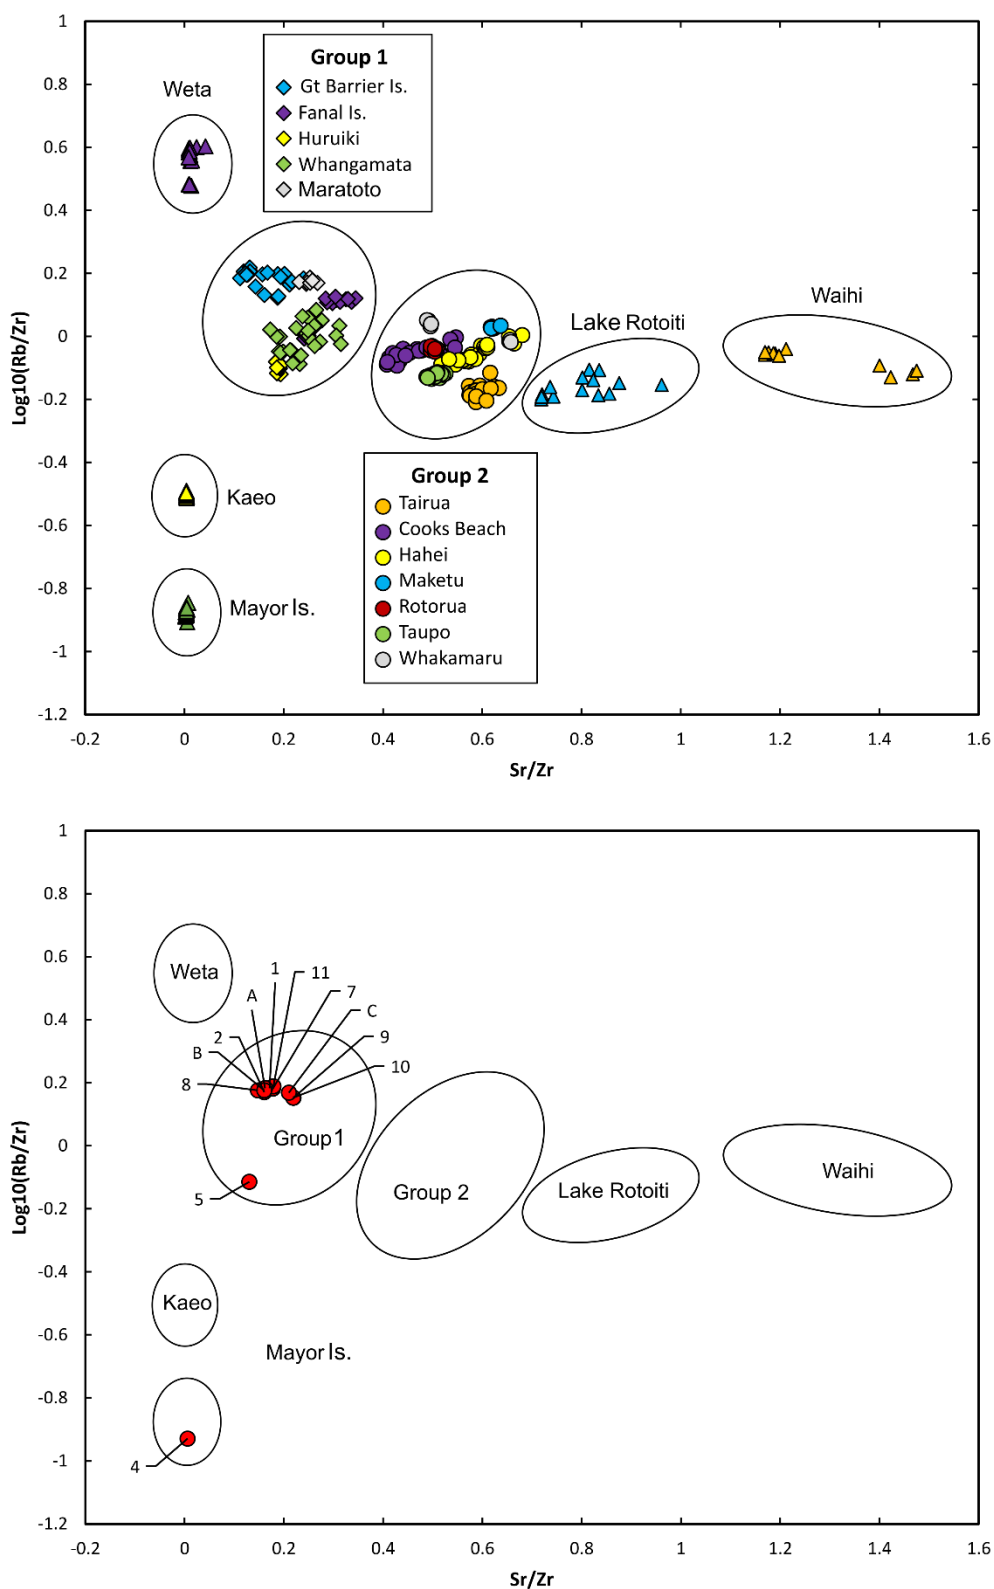 1
0.8
0.6
0.4
0.2
0
-0.2
-0.4
-0.6
-0.8
-1
-1.2
Log10(Rb/Zr)
Weta
Group 1
Gt Barrier Is.
Fanal Is.
Huruiki
Whangamata
Maratoto
Lake Rotoiti
Waihi
Kaeo
Mayor Is.
Group 2
Tairua
Cooks Beach
Hahei
Maketu
Rotorua
Taupo
Whakamaru
-0.2 0 0.2 0.4 0.6 0.8 1 1.2 1.4 1.6
Sr/Zr
1
0.8
0.6
0.4
0.2
0
-0.2
-0.4
-0.6
-0.8
-1
-1.2
Log10(Rb/Zr)
Weta
1
11
A
7
C
2
9
B
10
8
Group 1
5
Group 2
Lake Rotoiti
Waihi
Kaeo
Mayor Is.
4
-0.2 0 0.2 0.4 0.6 0.8 1 1.2 1.4 1.6
Sr/Zr